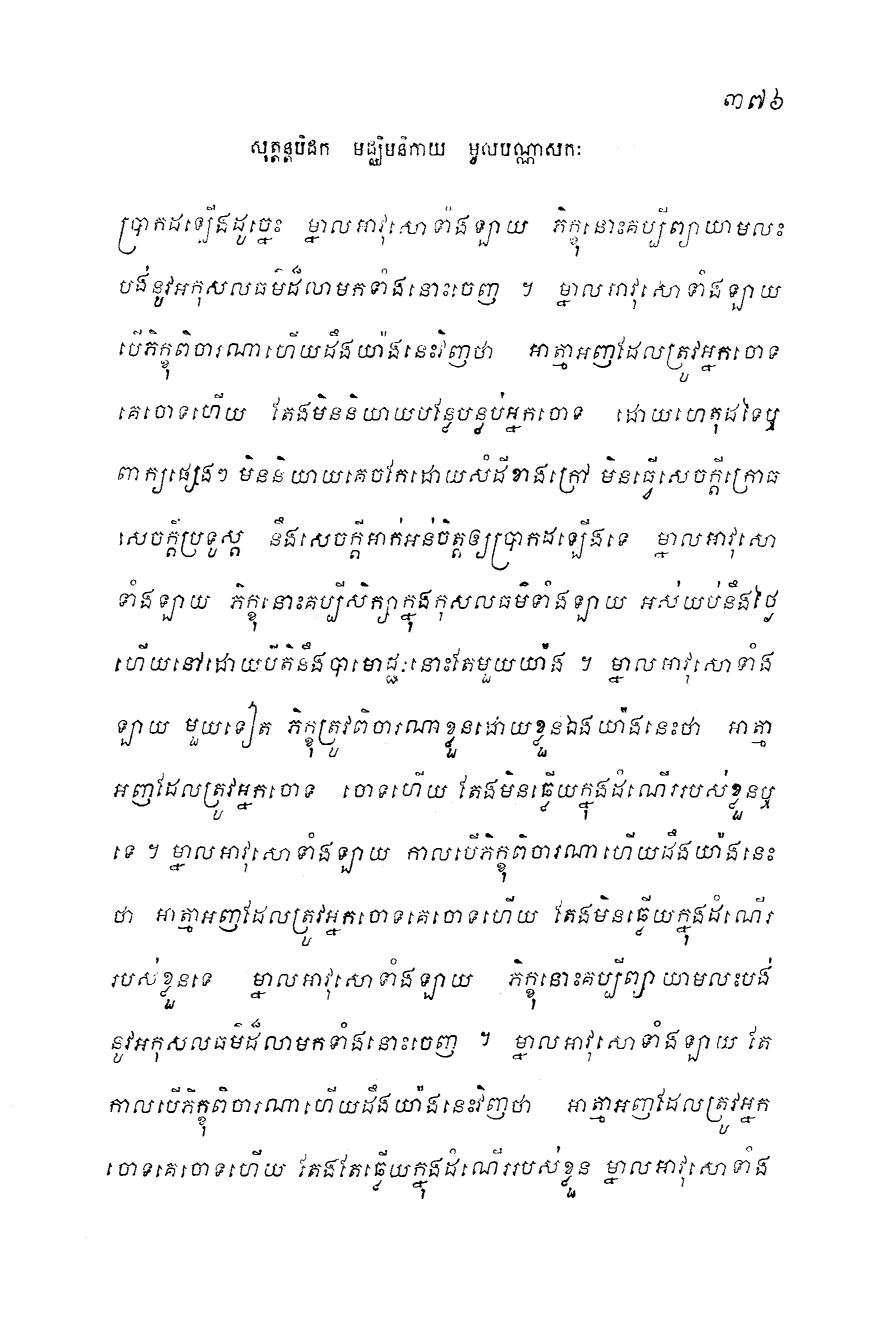 ៣៧៦
សុត្តន្តបិដក មជ្ឈិមនិកាយ មូលបណ្ណាសកៈ
ប្រាកដឡើងដូច្នេះ ម្នាលអាវុសោទាំងឡាយ ភិក្ខុនោះគប្បីព្យាយាមលះ
បង់នូវអកុសលធម៌ដ៏លាមកទាំងនោះចេញ ។ ម្នាលអាវុសោទាំងឡាយ
បើភិក្ខុពិចារណាហើយដឹងយ៉ាងនេះវិញថា អាត្មាអញដែលត្រូវអ្នកចោទ
គេចោទហើយ តែងមិននិយាយបន្លែបន្លប់អ្នកចោទ ដោយហេតុដទៃឬ
ពាក្យផ្សេងៗ មិននិយាយគេចកែដោយសំដីខាងក្រៅ មិនធ្វើសេចក្តីក្រោធ
សេចក្តីប្រទូស្ត នឹងសេចក្តីអាក់អន់ចិត្តឲ្យប្រាកដឡើងទេ ម្នាលអាវុសោ
ទាំងឡាយ ភិក្ខុនោះគប្បីសិក្សាក្នុងកុសលធម៌ទាំងឡាយ អស់យប់នឹងថ្ងៃ
ហើយនៅដោយបីតិនឹងបាមោជ្ជៈនោះតែមួយយ៉ាង ។ ម្នាលអាវុសោទាំង
ឡាយ មួយទៀត ភិក្ខុត្រូវពិចារណាខ្លួនដោយខ្លួនឯងយ៉ាងនេះថា អាត្មា
អញដែលត្រូវអ្នកចោទ ចោទហើយ តែងមិនឆ្លើយក្នុងដំណើររបស់ខ្លួនឬ
ទេ ។ ម្នាលអាវុសោទាំងឡាយ កាលបើភិក្ខុពិចារណាហើយដឹងយ៉ាងនេះ
ថា អាត្មាអញដែលត្រូវអ្នកចោទគេចោទហើយ តែងមិនឆ្លើយក្នុងដំណើរ
របស់ខ្លួនទេ ម្នាលអាវុសោទាំងឡាយ ភិក្ខុនោះគប្បីព្យាយាមលះបង់
នូវអកុសលធម៌ដ៏លាមកទាំងនោះចេញ ។ ម្នាលអាវុសោទាំងឡាយ តែ
កាលបើភិក្ខុពិចារណាហើយដឹងយ៉ាងនេះវិញថា អាត្មាអញដែលត្រូវអ្នក
ចោទគេចោទហើយ តែងតែឆ្លើយក្នុងដំណើររបស់ខ្លួន ម្នាលអាវុសោទាំង